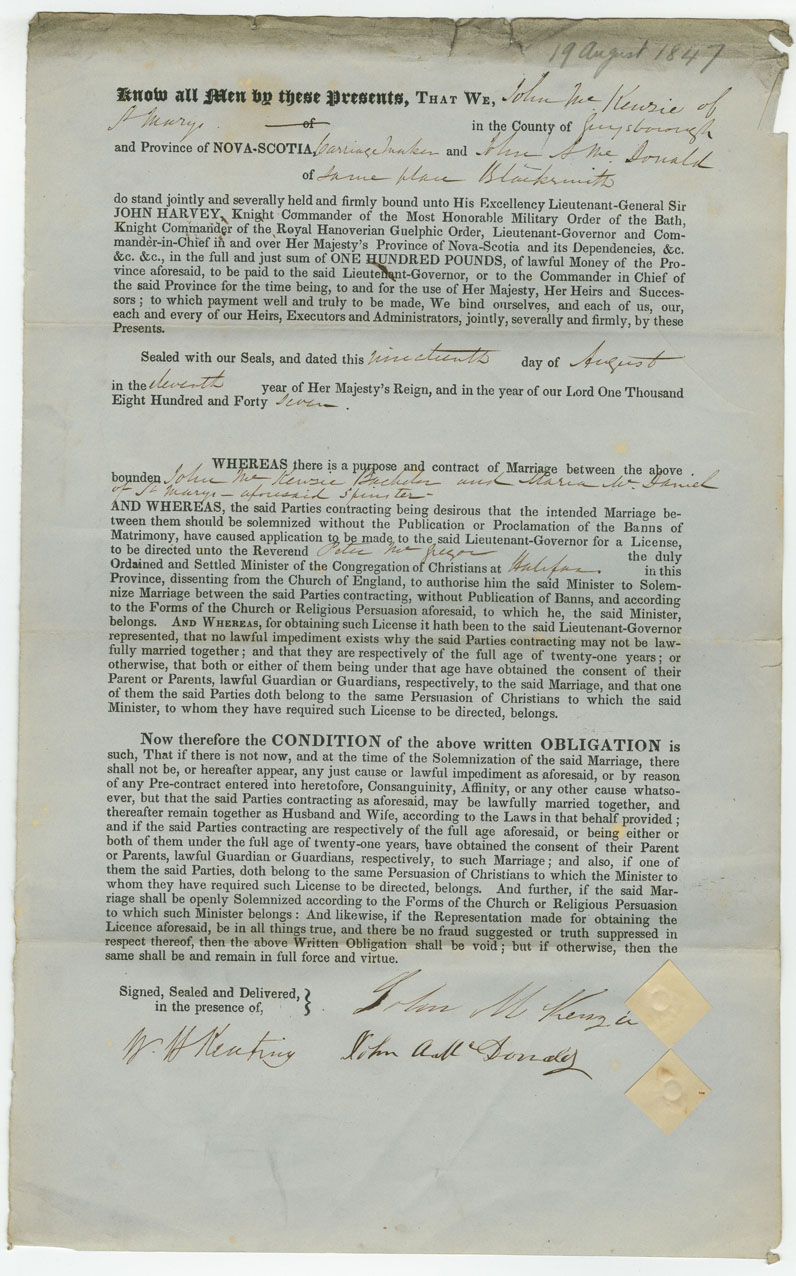 19 August 1847
Know all Men by these Presents, THAT WE, John McKenzie of
St Marys of in the County of Guysborough
and Province of NOVA-SCOTIA, Carriage Maker and John A McDonald
of Same place Blacksmith
do stand jointly and severally held and firmly bound unto His Excellency Lieutenant-General Sir
JOHN HARVEY, Knight Commander of the Most Honorable Military Order of the Bath,
Knight Commander of the Royal Hanoverian Guelphic Order, Lieutenant-Governor and Com-
mander-in-Chief in and over Her Majesty's Province of Nova-Scotia and its Dependencies, &c.
&c. &c., in the full and just sum of ONE HUNDRED POUNDS, of lawful Money of the Pro-
vince aforesaid, to be paid to the said Lieutenant-Governor, or to the Commander in Chief of
the said Province for the time being, to and for the use of Her Majesty, Her Heirs and Succes-
sors; to which payment well and truly to be made, We bind ourselves, and each of us, our,
each and every of our Heirs, Executors and Administrators, jointly, severally and firmly, by these
Presents.
Sealed with our Seals, and dated this nineteenth day of August
in the eleventh year of Her Majesty's Reign, and in the year of our Lord One Thousand
Eight Hundred and Forty Seven.
WHEREAS there is a purpose and contract of Marriage between the above
bounden John McKenzie Bachelor and Maria McDaniel
of St Marys - aforesaid Spinster -
AND WHEREAS, the said Parties contracting being desirous that the intended Marriage be-
tween them should be solemnized without the Publication or Proclamation of the Banns of
Matrimony, have caused application to be made to the said Lieutenant-Governor for a License,
to be directed unto the Reverend Peter McGregor the duly
Ordained and Settled Minister of the Congregation of Christians at Halifax in this
Province, dissenting from the Church of England, to authorise him the said Minister to Solem-
nize Marriage between the said Parties contracting, without Publication of Banns, and according
to the Forms of the Church or Religious Persuasion aforesaid, to which he, the said Minister,
belongs. AND WHEREAS, for obtaining such License it hath been to the said Lieutenant-Governor
represented, that no lawful impediment exists why the said Parties contracting may not be law-
fully married together; and that they are respectively of the full age of twenty-one years; or
otherwise, that both or either of them being under that age have obtained the consent of their
Parent or Parents, lawful Guardian or Guardians, respectively, to the said Marriage, and that one
of them the said Parties doth belong to the same Persuasion of Christians to which the said
Minister, to whom they have required such License to be directed, belongs.
Now therefore the CONDITION of the above written OBLIGATION is
such, That if there is not now, and at the time of the Solemnization of the said Marriage, there
shall not be, or hereafter appear, any just cause or lawful impediment as aforesaid, or by reason
of any Pre-contract entered into heretofore, Consanguinity, Affinity, or any other cause whatso-
ever, but that the said Parties contracting as aforesaid, may be lawfully married together, and
thereafter remain together as Husband and Wife, according to the Laws in that behalf provided;
and if the said Parties contracting are respectively of the full age aforesaid, or being either or
both of them under the full age of twenty-one years, have obtained the consent of their Parent
or Parents, lawful Guardian or Guardians, respectively, to such Marriage; and also, if one of
them the said Parties, doth belong to the same Persuasion of Christians to which the Minister to
whom they have required such License to be directed, belongs. And further, if the said Mar-
riage shall be openly Solemnized according to the Forms of the Church or Religious Persuasion
to which such Minister belongs: And likewise, if the Representation made for obtaining the
Licence aforesaid, be in all things true, and there be no fraud suggested or truth suppressed in
respect thereof, then the above Written Obligation shall be void; but if otherwise, then the
same shall be and remain in full force and virtue.
Signed, Sealed and Delivered,
in the presence of,
John McKenzie
W. H Keating John A. McDonald